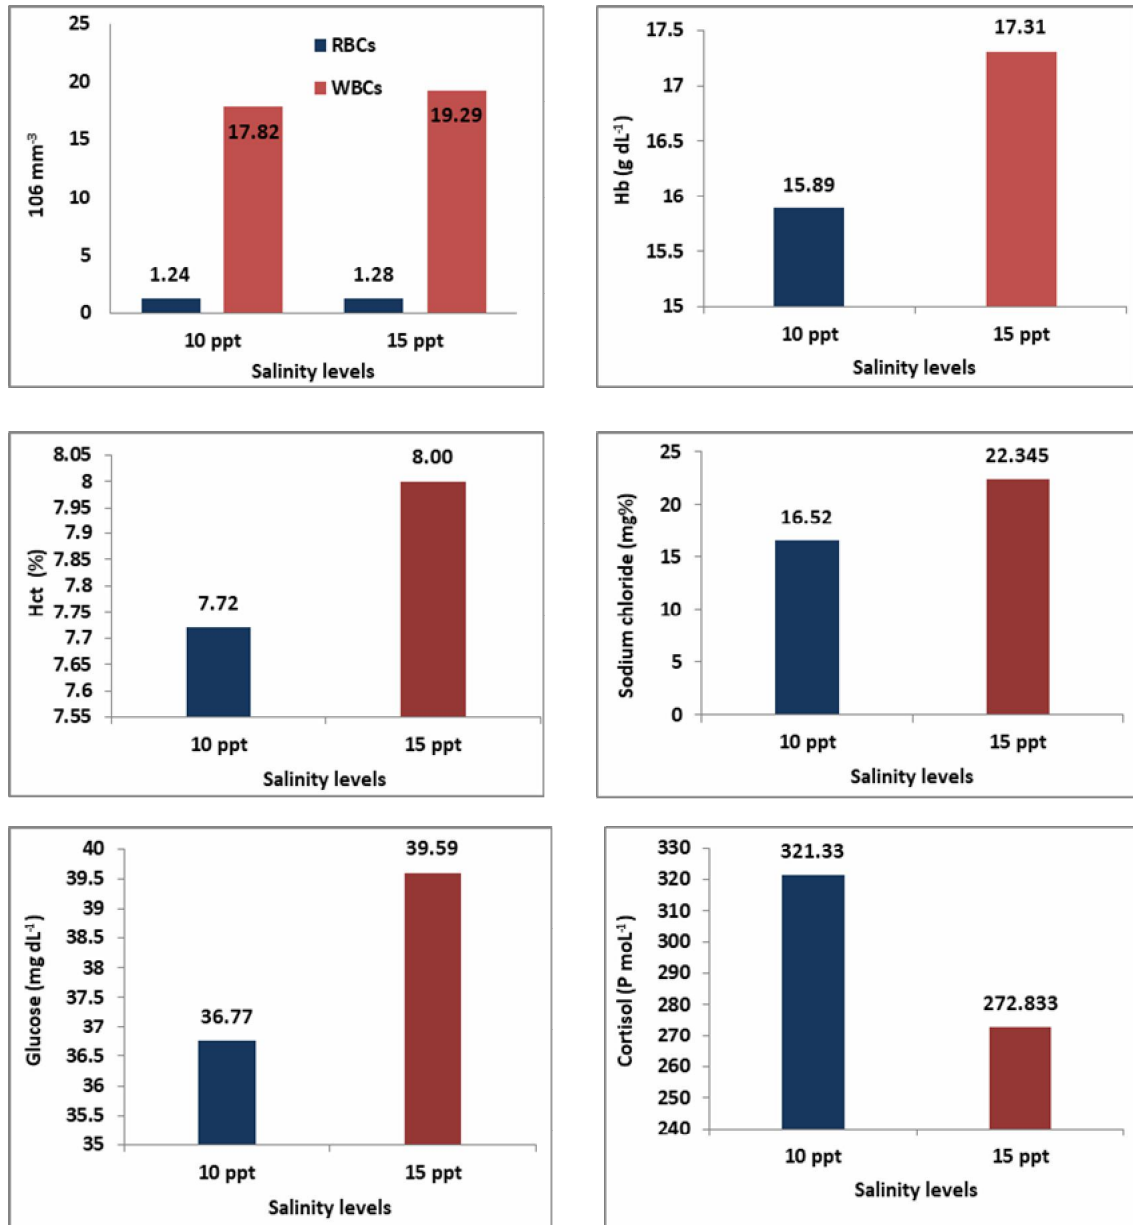 25
20
15
10
5
0
106 mm-3
RBCs
WBCs
1.24
17.82
1.28
19.29
10 ppt
15 ppt
Salinity levels
17.5
17
16.5
16
15.5
15
Hb (g dL-1)
15.89
17.31
10 ppt
15 ppt
Salinity levels
8.05
8
7.95
7.9
7.85
7.8
7.75
7.7
7.65
7.6
7.55
Hct (%)
7.72
8.00
10 ppt
15 ppt
Salinity levels
25
20
15
10
5
0
Sodium chloride (mg%)
16.52
22.345
10 ppt
15 ppt
Salinity levels
40
39.5
39
38.5
38
37.5
37
36.5
36
35.5
35
Glucose (mg dL-1)
36.77
39.59
10 ppt
15 ppt
Salinity levels
330
320
310
300
290
280
270
260
250
240
Cortisol (P moL-1)
321.33
272.833
10 ppt
15 ppt
Salinity levels